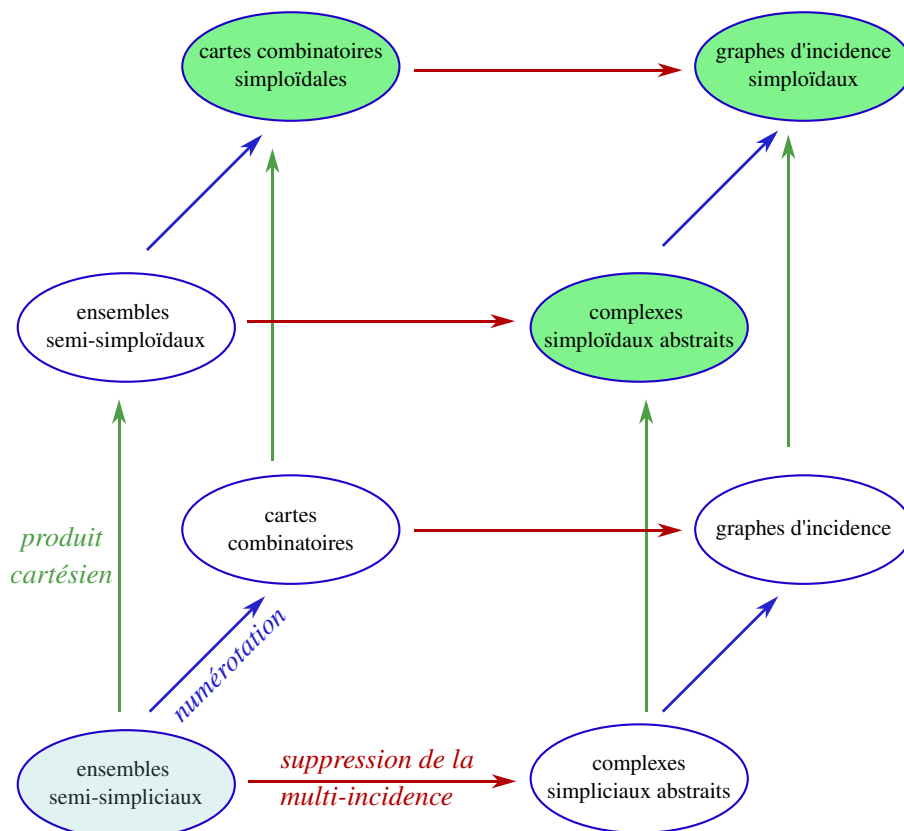 cartes combinatoires
simploïdales
graphes d'incidence
simploïdaux
ensembles
semi-simploïdaux
complexes
simploïdaux abstraits
cartes
combinatoires
graphes d'incidence
produit
cartésien
numérotation
ensembles
semi-simpliciaux
suppression de la
multi-incidence
complexes
simpliciaux abstraits